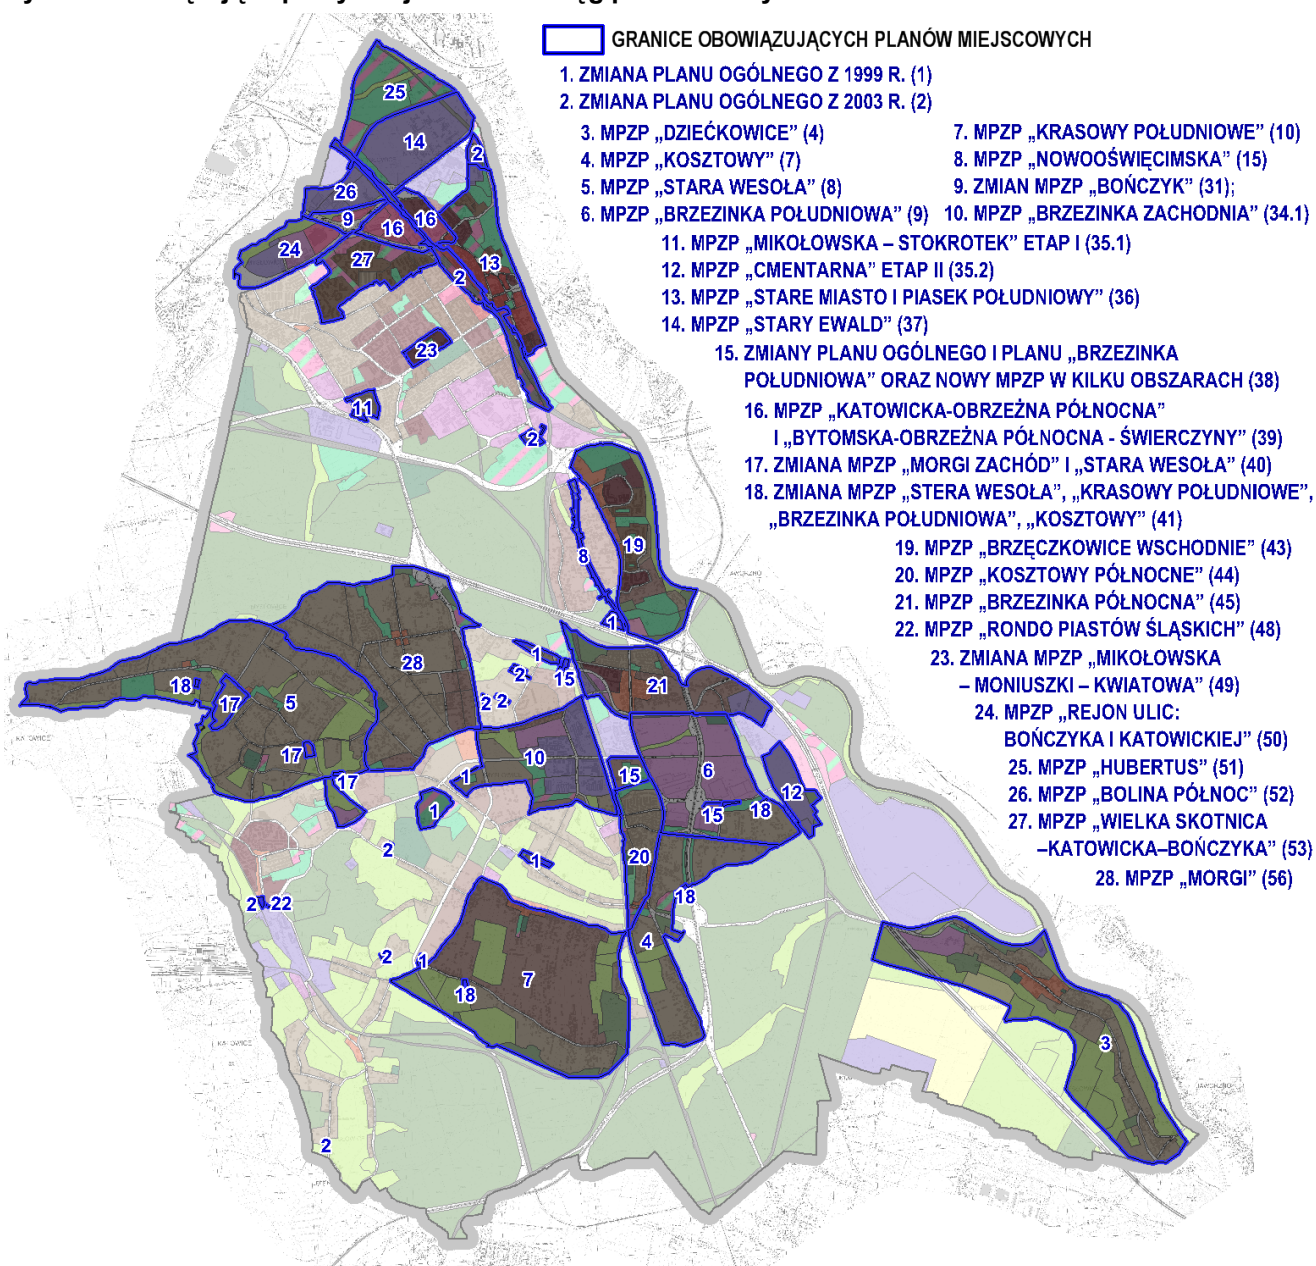 GRANICE OBOWIĄZUJĄCYCH PLANÓW MIEJSCOWYCH
1. ZMIANA PLANU OGÓLNEGO Z 1999 R. (1)
2. ZMIANA PLANU OGÓLNEGO Z 2003 R. (2)
3. MPZP „DZIEĆKOWICE” (4)
4. MPZP „KOSZTOWY” (7)
5. MPZP „STARA WESOŁA” (8)
6. MPZP „BRZEZINKA POŁUDNIOWA” (9)
7. MPZP „KRASOWY POŁUDNIOWE” (10)
8. MPZP „NOWOOŚWIĘCIMSKA” (15)
9. ZMIAN MPZP „BOŃCZYK” (31);
10. MPZP „BRZEZINKA ZACHODNIA” (34.1)
11. MPZP „MIKOŁOWSKA – STOKROTEK” ETAP I (35.1)
12. MPZP „CMENTARNA” ETAP II (35.2)
13. MPZP „STARE MIASTO I PIASEK POŁUDNIOWY” (36)
14. MPZP „STARY EWALD” (37)
15. ZMIANY PLANU OGÓLNEGO I PLANU „BRZEZINKA
POŁUDNIOWA” ORAZ NOWY MPZP W KILKU OBSZARACH (38)
16. MPZP „KATOWICKA-OBRZEŻNA PÓŁNOCNA”
I „BYTOMSKA-OBRZEŻNA PÓŁNOCNA - ŚWIERCZYNY” (39)
17. ZMIANA MPZP „MORGI ZACHÓD” I „STARA WESOŁA” (40)
18. ZMIANA MPZP „STERA WESOŁA”, „KRASOWY POŁUDNIOWE”,
„BRZEZINKA POŁUDNIOWA”, „KOSZTOWY” (41)
19. MPZP „BRZĘCZKOWICE WSCHODNIE” (43)
20. MPZP „KOSZTOWY PÓŁNOCNE” (44)
21. MPZP „BRZEZINKA PÓŁNOCNA” (45)
22. MPZP „RONDO PIASTÓW ŚLĄSKICH” (48)
23. ZMIANA MPZP „MIKOŁOWSKA
– MONIUSZKI – KWIATOWA” (49)
24. MPZP „REJON ULIC:
BOŃCZYKA I KATOWICKIEJ” (50)
25. MPZP „HUBERTUS” (51)
26. MPZP „BOLINA PÓŁNOC” (52)
27. MPZP „WIELKA SKOTNICA
–KATOWICKA–BOŃCZYKA” (53)
28. MPZP „MORGI” (56)
25
14
2
26
9
16
16
24
27
13
2
23
11
2
8
19
1
28
1
2
15
2
2
18
17
5
21
17
10
6
17
1
15
12
1
15
18
2
1
20
18
2
22
4
2
1
7
18
3
2
JAWORZNO
KATOWICE
KATOWICE
JAWORZNO